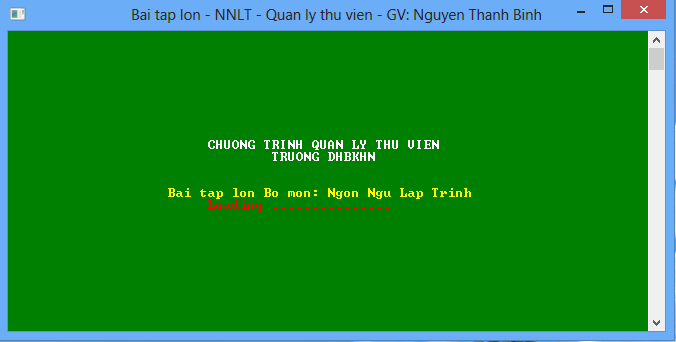 Bai tap lon - NNLT - Quan ly thu vien - GV: Nguyen Thanh Binh
CHUONG TRINH QUAN LY THU VIEN
TRUONG DHBKHN
Bai tap lon Bo mon: Ngon Ngu Lap Trinh
Loading ...............